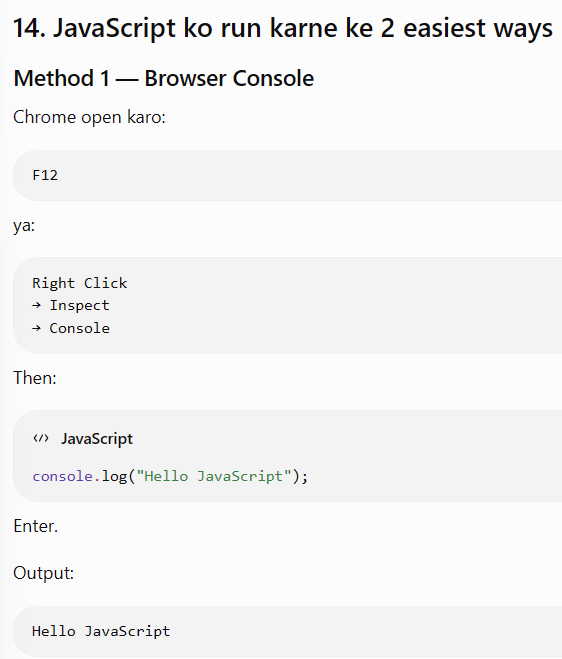 14. JavaScript ko run karne ke 2 easiest ways
Method 1 — Browser Console
Chrome open karo:
F12
ya:
Right Click
→ Inspect
→ Console
Then:
</> JavaScript
console.log("Hello JavaScript");
Enter.
Output:
Hello JavaScript